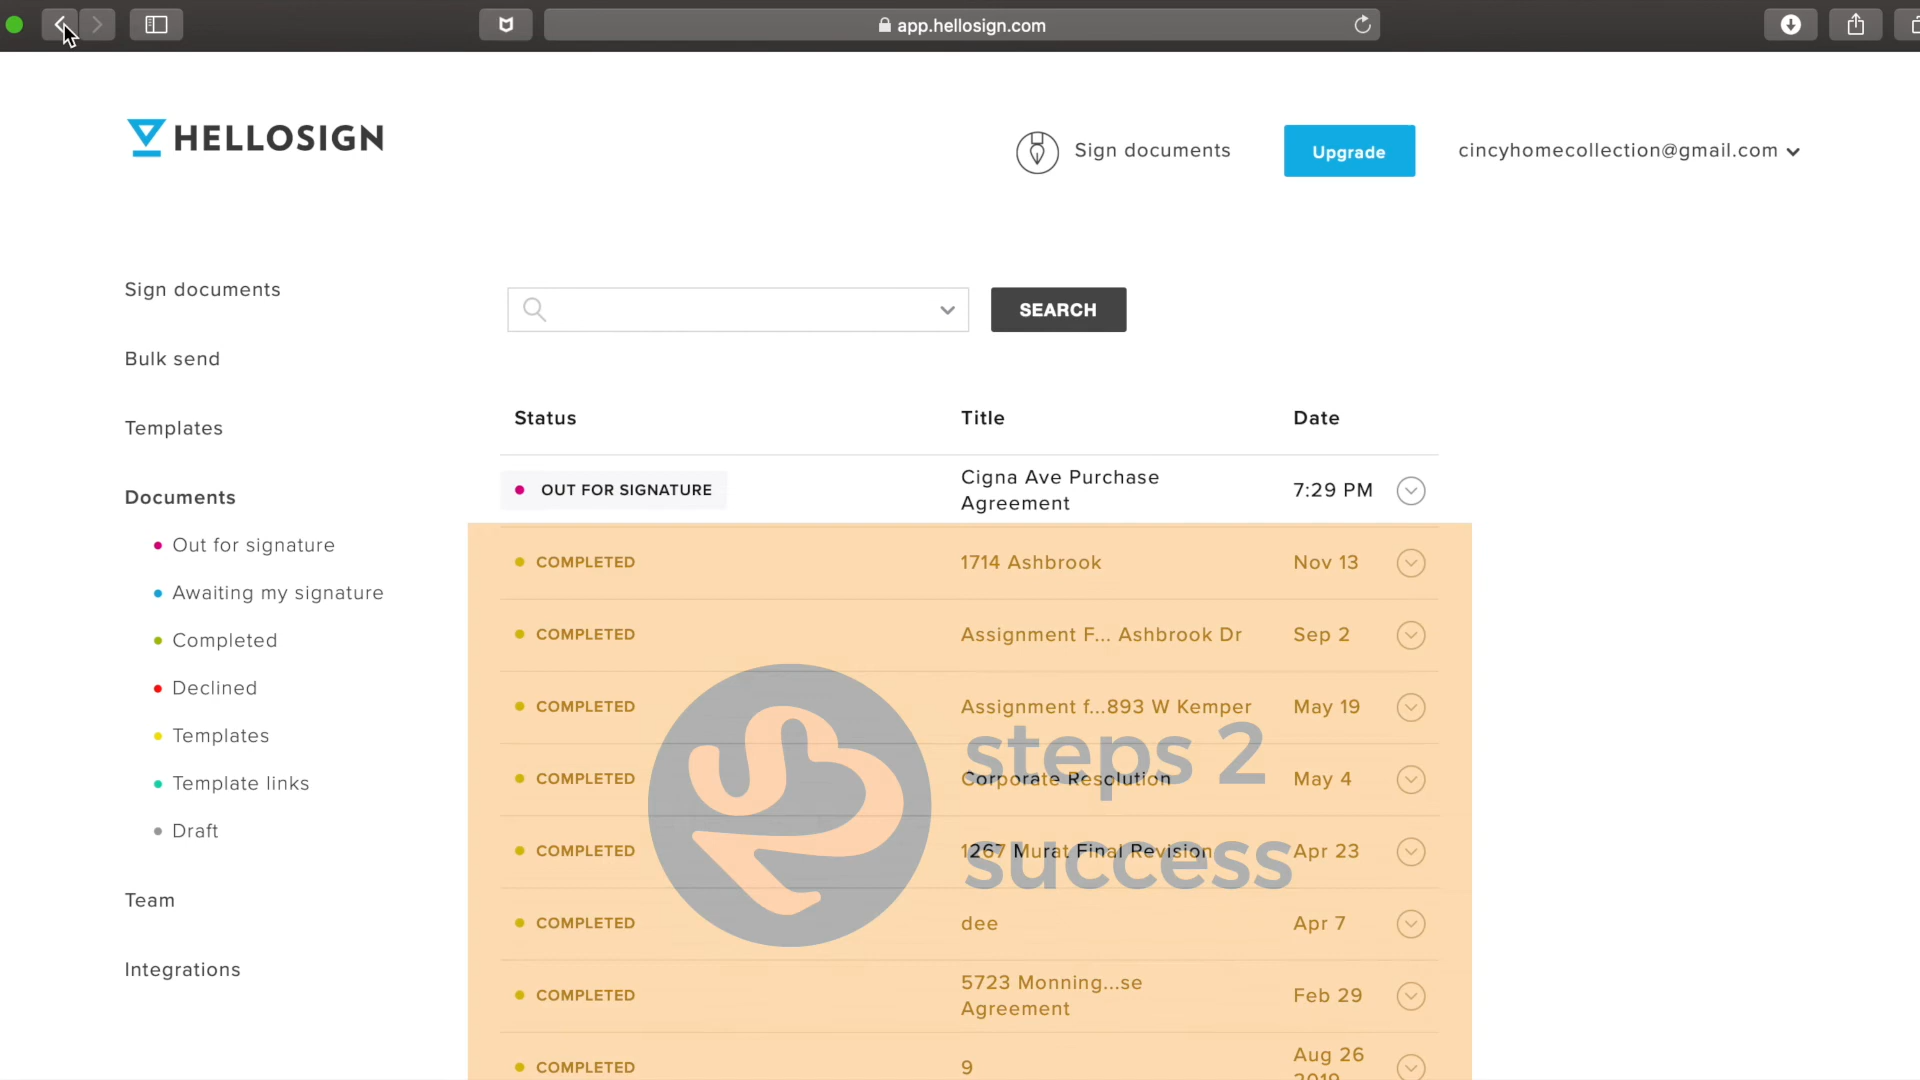 app.hellosign.com
HELLOSIGN
Sign documents
Upgrade
cincyhomecollection@gmail.com
Sign documents
Bulk send
Templates
Documents
Out for signature
Awaiting my signature
Completed
Declined
Templates
Template links
Draft
Team
Integrations
SEARCH
Status Title Date
OUT FOR SIGNATURE Cigna Ave Purchase Agreement 7:29 PM
COMPLETED 1714 Ashbrook Nov 13
COMPLETED Assignment F... Ashbrook Dr Sep 2
COMPLETED Assignment f...893 W Kemper May 19
COMPLETED Corporate Resolution May 4
COMPLETED 1267 Murat Final Revision Apr 23
COMPLETED dee Apr 7
COMPLETED 5723 Monning...se Agreement Feb 29
COMPLETED 9 Aug 26 2019
steps 2
success